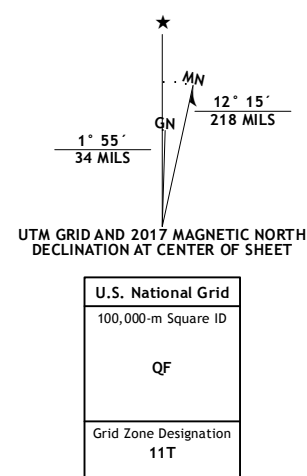 ★
MN
GN
12° 15´
218 MILS
1° 55´
34 MILS
UTM GRID AND 2017 MAGNETIC NORTH
DECLINATION AT CENTER OF SHEET
U.S. National Grid
100,000-m Square ID
QF
Grid Zone Designation
11T